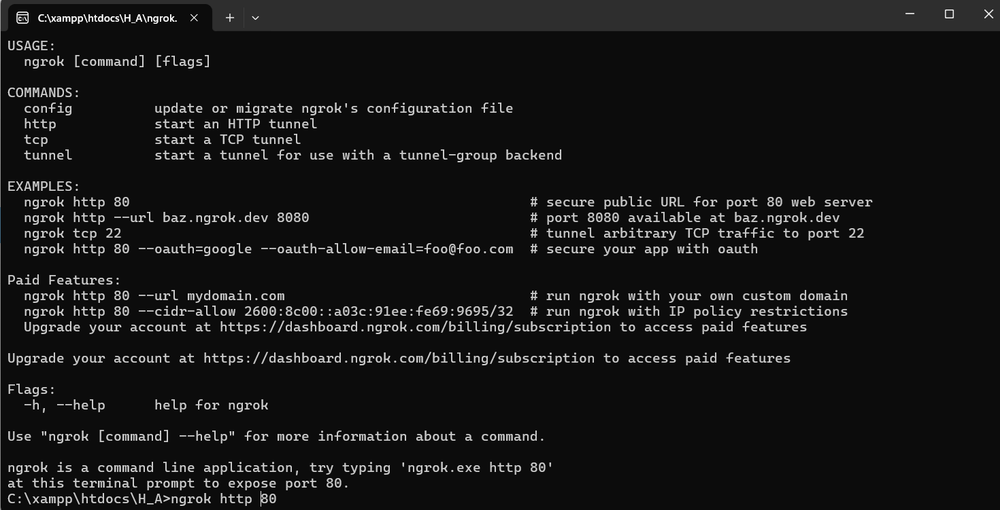 C:\xampp\htdocs\H_A\ngrok.
USAGE:
ngrok [command] [flags]
COMMANDS:
config update or migrate ngrok's configuration file
http start an HTTP tunnel
tcp start a TCP tunnel
tunnel start a tunnel for use with a tunnel-group backend
EXAMPLES:
ngrok http 80 # secure public URL for port 80 web server
ngrok http --url baz.ngrok.dev 8080 # port 8080 available at baz.ngrok.dev
ngrok tcp 22 # tunnel arbitrary TCP traffic to port 22
ngrok http 80 --oauth=google --oauth-allow-email=foo@foo.com # secure your app with oauth
Paid Features:
ngrok http 80 --url mydomain.com # run ngrok with your own custom domain
ngrok http 80 --cidr-allow 2600:8c00::a03c:91ee:fe69:9695/32 # run ngrok with IP policy restrictions
Upgrade your account at https://dashboard.ngrok.com/billing/subscription to access paid features
Upgrade your account at https://dashboard.ngrok.com/billing/subscription to access paid features
Flags:
-h, --help help for ngrok
Use "ngrok [command] --help" for more information about a command.
ngrok is a command line application, try typing 'ngrok.exe http 80'
at this terminal prompt to expose port 80.
C:\xampp\htdocs\H_A>ngrok http 80